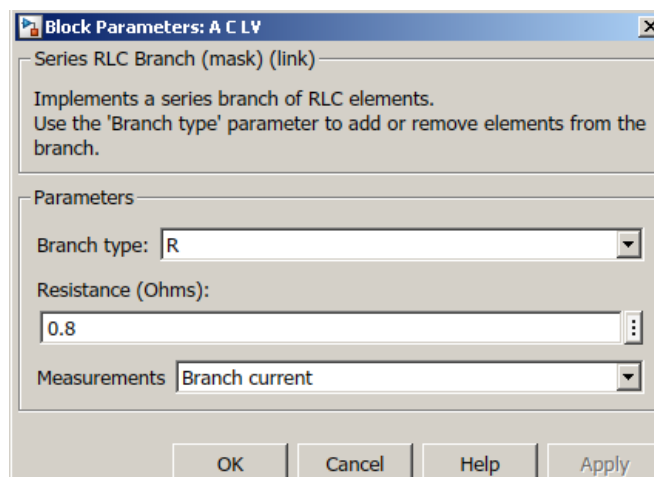 Block Parameters: A C LV
Series RLC Branch (mask) (link)
Implements a series branch of RLC elements.
Use the 'Branch type' parameter to add or remove elements from the
branch.
Parameters
Branch type: R
Resistance (Ohms):
0.8
Measurements Branch current
OK Cancel Help Apply